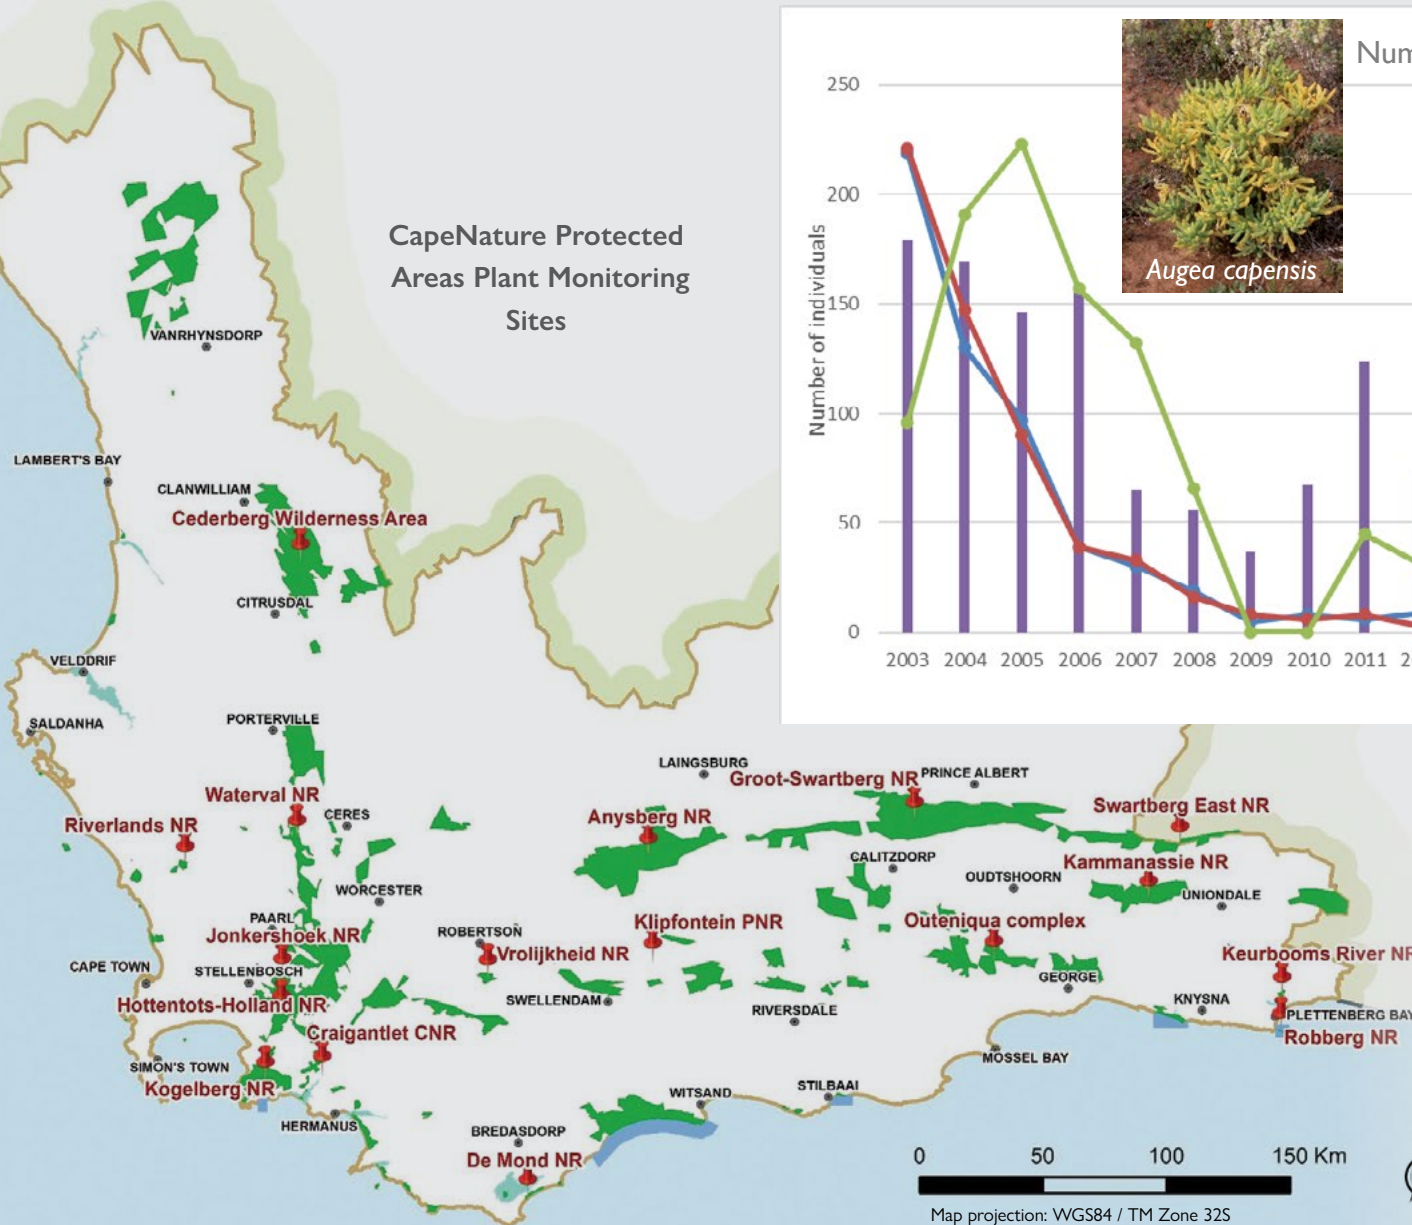 CapeNature Protected
Areas Plant Monitoring
Sites
Num
Augea capensis
Number of individuals
250
200
150
100
50
0
2003 2004 2005 2006 2007 2008 2009 2010 2011
VANRHYNSDORP
LAMBERT'S BAY
CLANWILLIAM
Cederberg Wilderness Area
CITRUSDAL
VELDDRIF
SALDANHA
PORTERVILLE
LAINGSBURG
Groot-Swartberg NR
PRINCE ALBERT
Waterval NR
Swartberg East NR
Riverlands NR
CERES
Anysberg NR
CALITZDORP
Kammanassie NR
OUDTSHOORN
WORCESTER
UNIONDALE
PAARL
Jonkershoek NR
ROBERTSON
Klipfontein PNR
Outeniqua complex
Vrolijkheid NR
Keurbooms River NR
CAPE TOWN
STELLENBOSCH
GEORGE
Hottentots-Holland NR
SWELLENDAM
RIVERSDALE
KNYSNA
PLETTENBERG BAY
Craigantlet CNR
Robberg NR
SIMON'S TOWN
MOSSEL BAY
Kogelberg NR
WITSAND
STILBAAI
HERMANUS
BREDASDORP
De Mond NR
0 50 100 150 Km
Map projection: WGS84 / TM Zone 32S